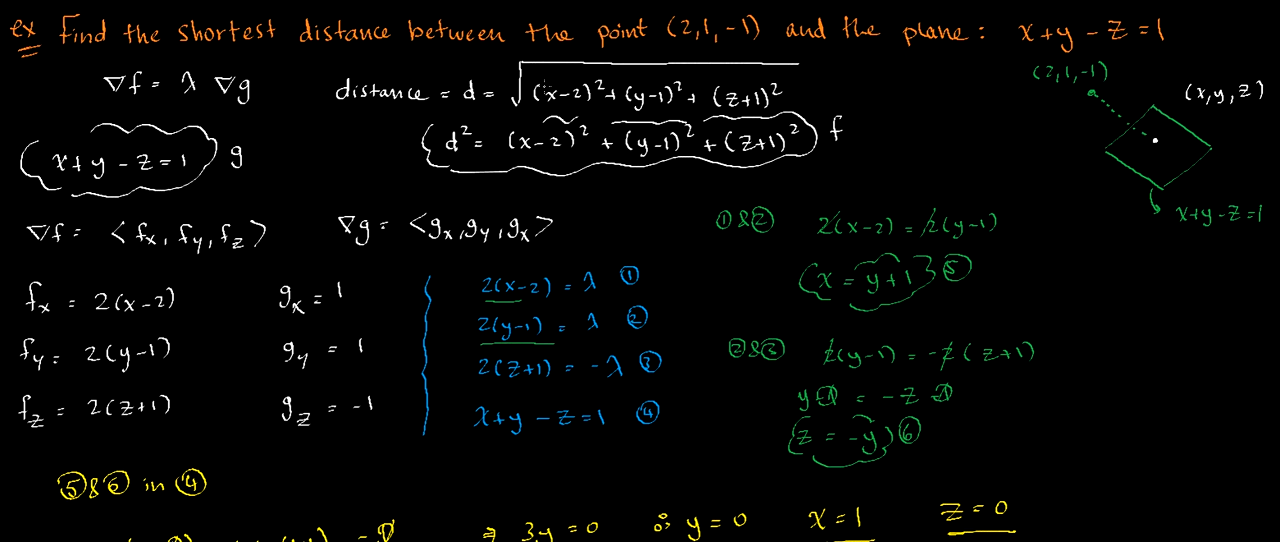 ex Find the shortest distance between the point (2,1,-1) and the plane: x+y-z=1
∇f = λ ∇g
distance = d = √(x-2)²+(y-1)²+(z+1)²
(2,1,-1)
(x,y,z)
x+y-z=1 g
d² = (x-2)² + (y-1)² + (z+1)² f
x+y-z=1
∇f = <fx, fy, fz>
∇g = <gx, gy, gx>
①&② 2(x-2) = 2(y-1)
x = y+1 ⑤
fx = 2(x-2)
gx = 1
2(x-2) = λ ①
fy = 2(y-1)
gy = 1
2(y-1) = λ ②
2(z+1) = -λ ③
②&③ 2(y-1) = -2(z+1)
y-1 = -z-1
z = -y ⑥
fz = 2(z+1)
gz = -1
x+y-z=1 ④
⑤&⑥ in ④
⇒ 3y = 0 ∴ y = 0 x = 1 z = 0